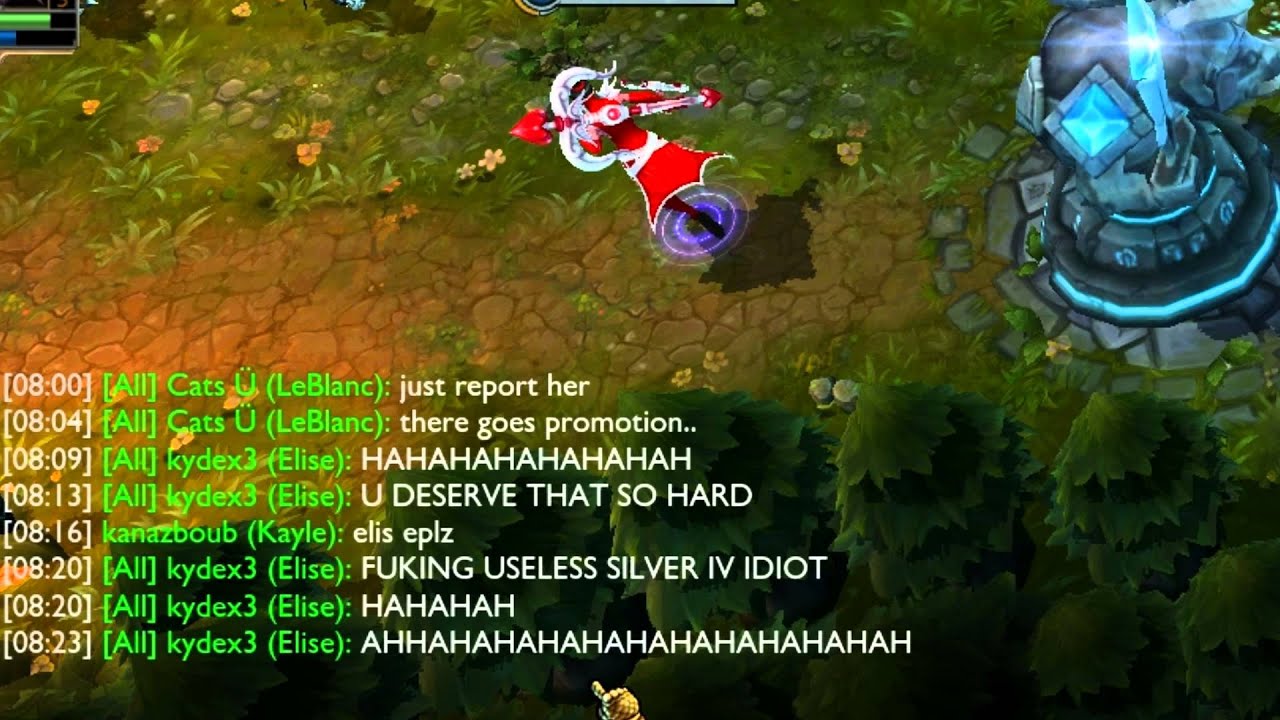 [08:00] [All] Cats Ü (LeBlanc): just report her
[08:04] [All] Cats Ü (LeBlanc): there goes promotion..
[08:09] [All] kydex3 (Elise): HAHAHAHAHAHAHAH
[08:13] [All] kydex3 (Elise): U DESERVE THAT SO HARD
[08:16] kanazboub (Kayle): elis eplz
[08:20] [All] kydex3 (Elise): FUKING USELESS SILVER IV IDIOT
[08:20] [All] kydex3 (Elise): HAHAHAH
[08:23] [All] kydex3 (Elise): AHHAHAHAHAHAHAHAHAHAHAHAH